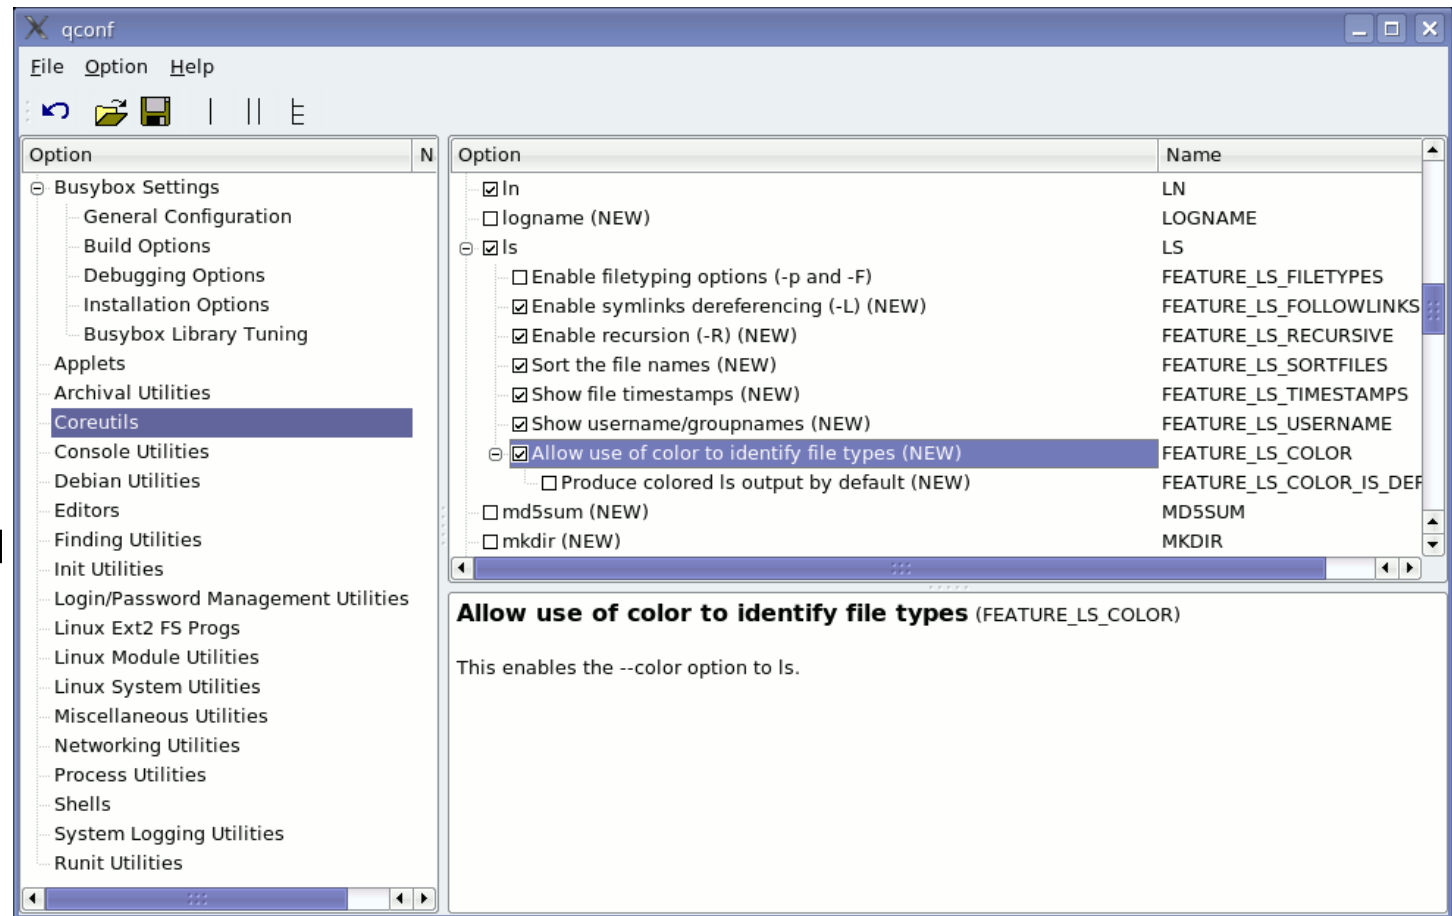 qconf
File Option Help
Option N
Busybox Settings
General Configuration
Build Options
Debugging Options
Installation Options
Busybox Library Tuning
Applets
Archival Utilities
Coreutils
Console Utilities
Debian Utilities
Editors
Finding Utilities
Init Utilities
Login/Password Management Utilities
Linux Ext2 FS Progs
Linux Module Utilities
Linux System Utilities
Miscellaneous Utilities
Networking Utilities
Process Utilities
Shells
System Logging Utilities
Runit Utilities
Option Name
ln LN
logname (NEW) LOGNAME
ls LS
Enable filetyping options (-p and -F) FEATURE_LS_FILETYPES
Enable symlinks dereferencing (-L) (NEW) FEATURE_LS_FOLLOWLINKS
Enable recursion (-R) (NEW) FEATURE_LS_RECURSIVE
Sort the file names (NEW) FEATURE_LS_SORTFILES
Show file timestamps (NEW) FEATURE_LS_TIMESTAMPS
Show username/groupnames (NEW) FEATURE_LS_USERNAME
Allow use of color to identify file types (NEW) FEATURE_LS_COLOR
Produce colored ls output by default (NEW) FEATURE_LS_COLOR_IS_DEF
md5sum (NEW) MD5SUM
mkdir (NEW) MKDIR
Allow use of color to identify file types (FEATURE_LS_COLOR)
This enables the --color option to ls.